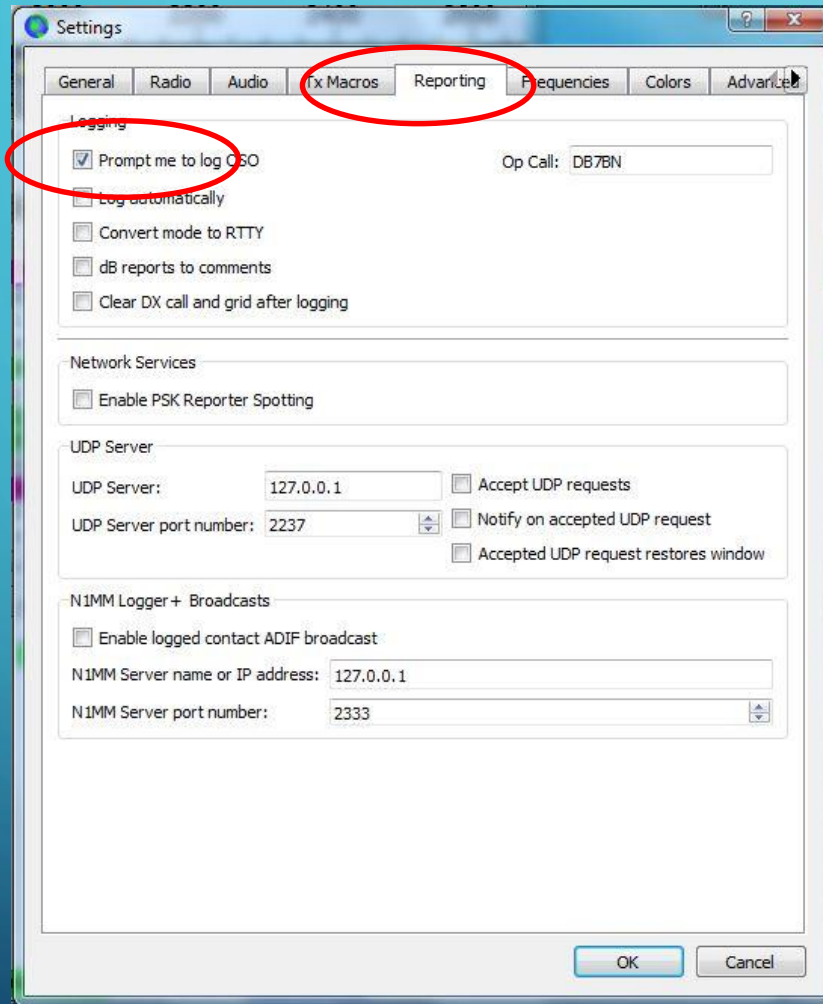 Settings
General Radio Audio Tx Macros Reporting Frequencies Colors Advanced
Logging
Prompt me to log QSO Op Call: DB7BN
Log automatically
Convert mode to RTTY
dB reports to comments
Clear DX call and grid after logging
Network Services
Enable PSK Reporter Spotting
UDP Server
UDP Server: 127.0.0.1 Accept UDP requests
UDP Server port number: 2237 Notify on accepted UDP request
Accepted UDP request restores window
N1MM Logger+ Broadcasts
Enable logged contact ADIF broadcast
N1MM Server name or IP address: 127.0.0.1
N1MM Server port number: 2333
OK Cancel